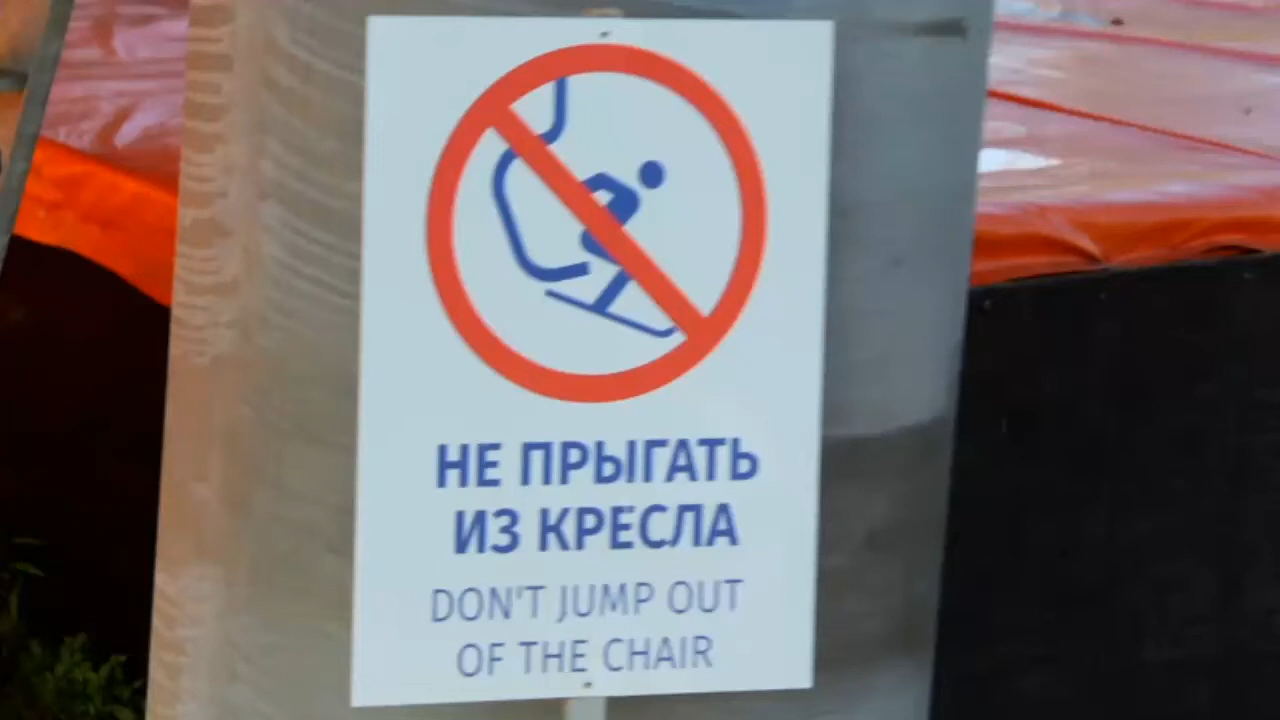 НЕ ПРЫГАТЬ
ИЗ КРЕСЛА
DON'T JUMP OUT
OF THE CHAIR